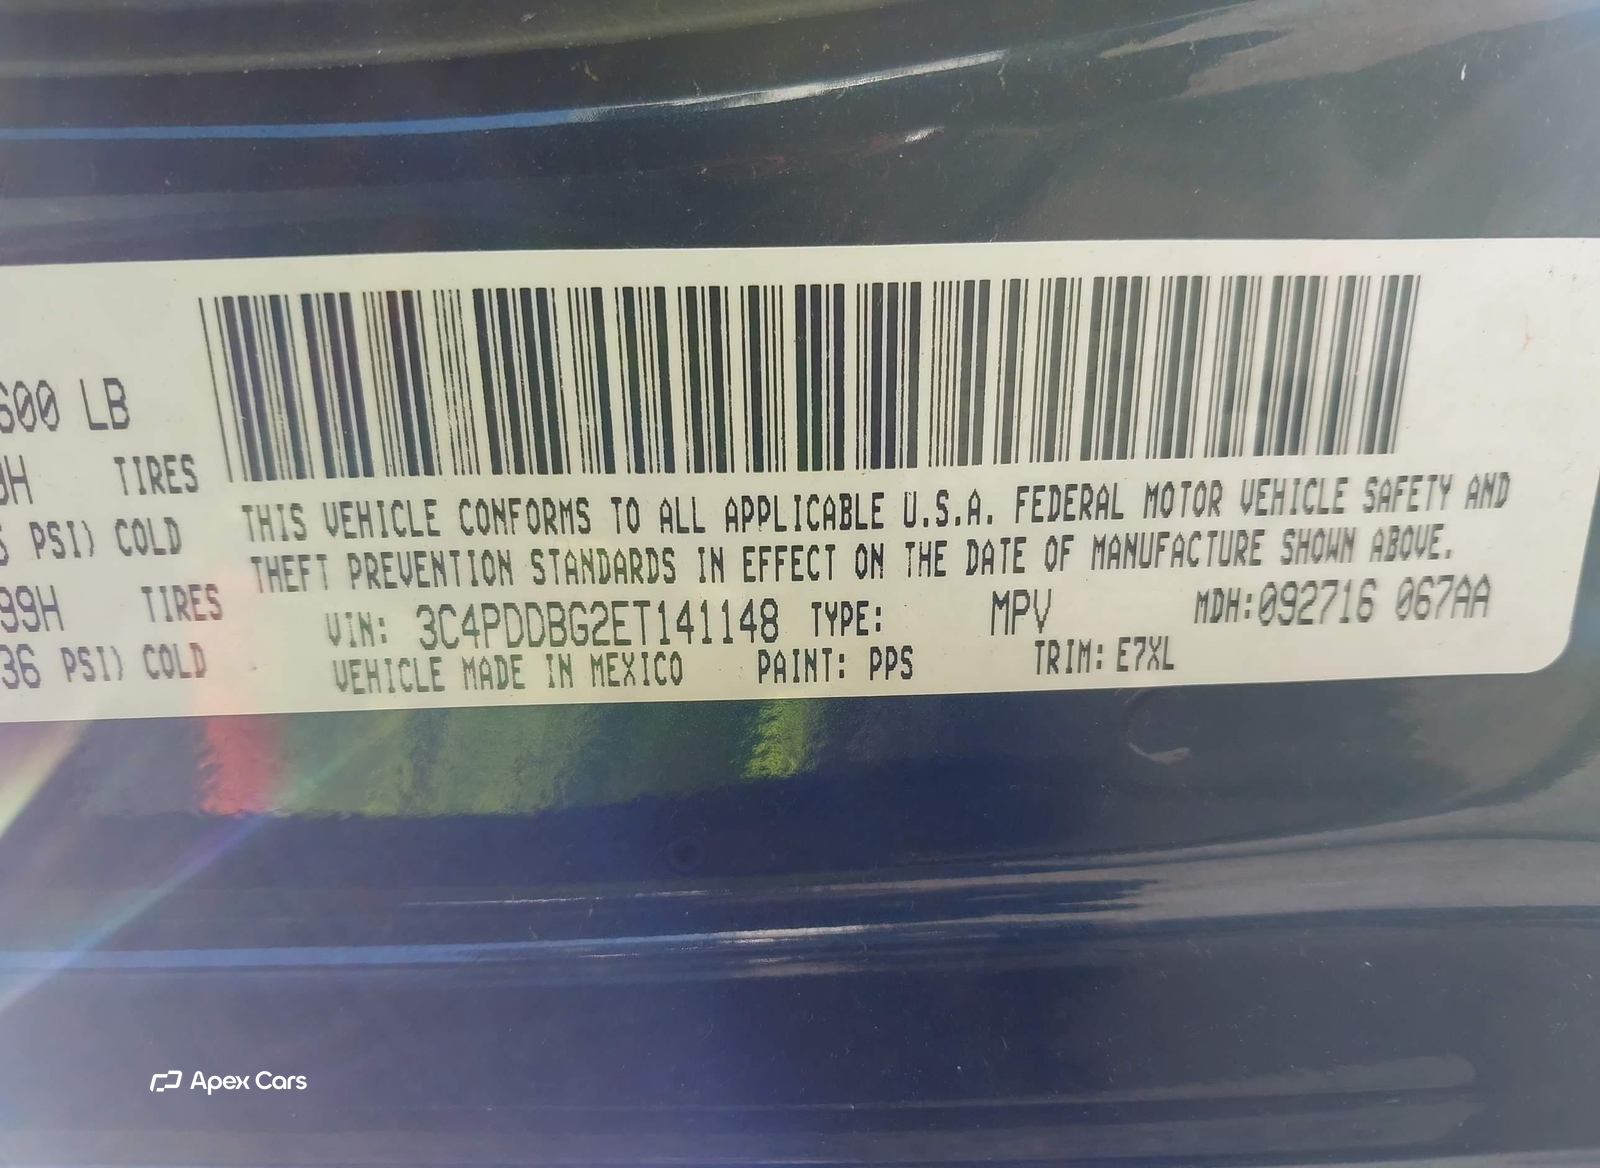 600 LB
9H TIRES
PSI) COLD
99H TIRES
36 PSI) COLD
THIS VEHICLE CONFORMS TO ALL APPLICABLE U.S.A. FEDERAL MOTOR VEHICLE SAFETY AND
THEFT PREVENTION STANDARDS IN EFFECT ON THE DATE OF MANUFACTURE SHOWN ABOVE.
VIN: 3C4PDDBG2ET141148 TYPE: MPV MDH:092716 067AA
VEHICLE MADE IN MEXICO PAINT: PPS TRIM: E7XL
Apex Cars